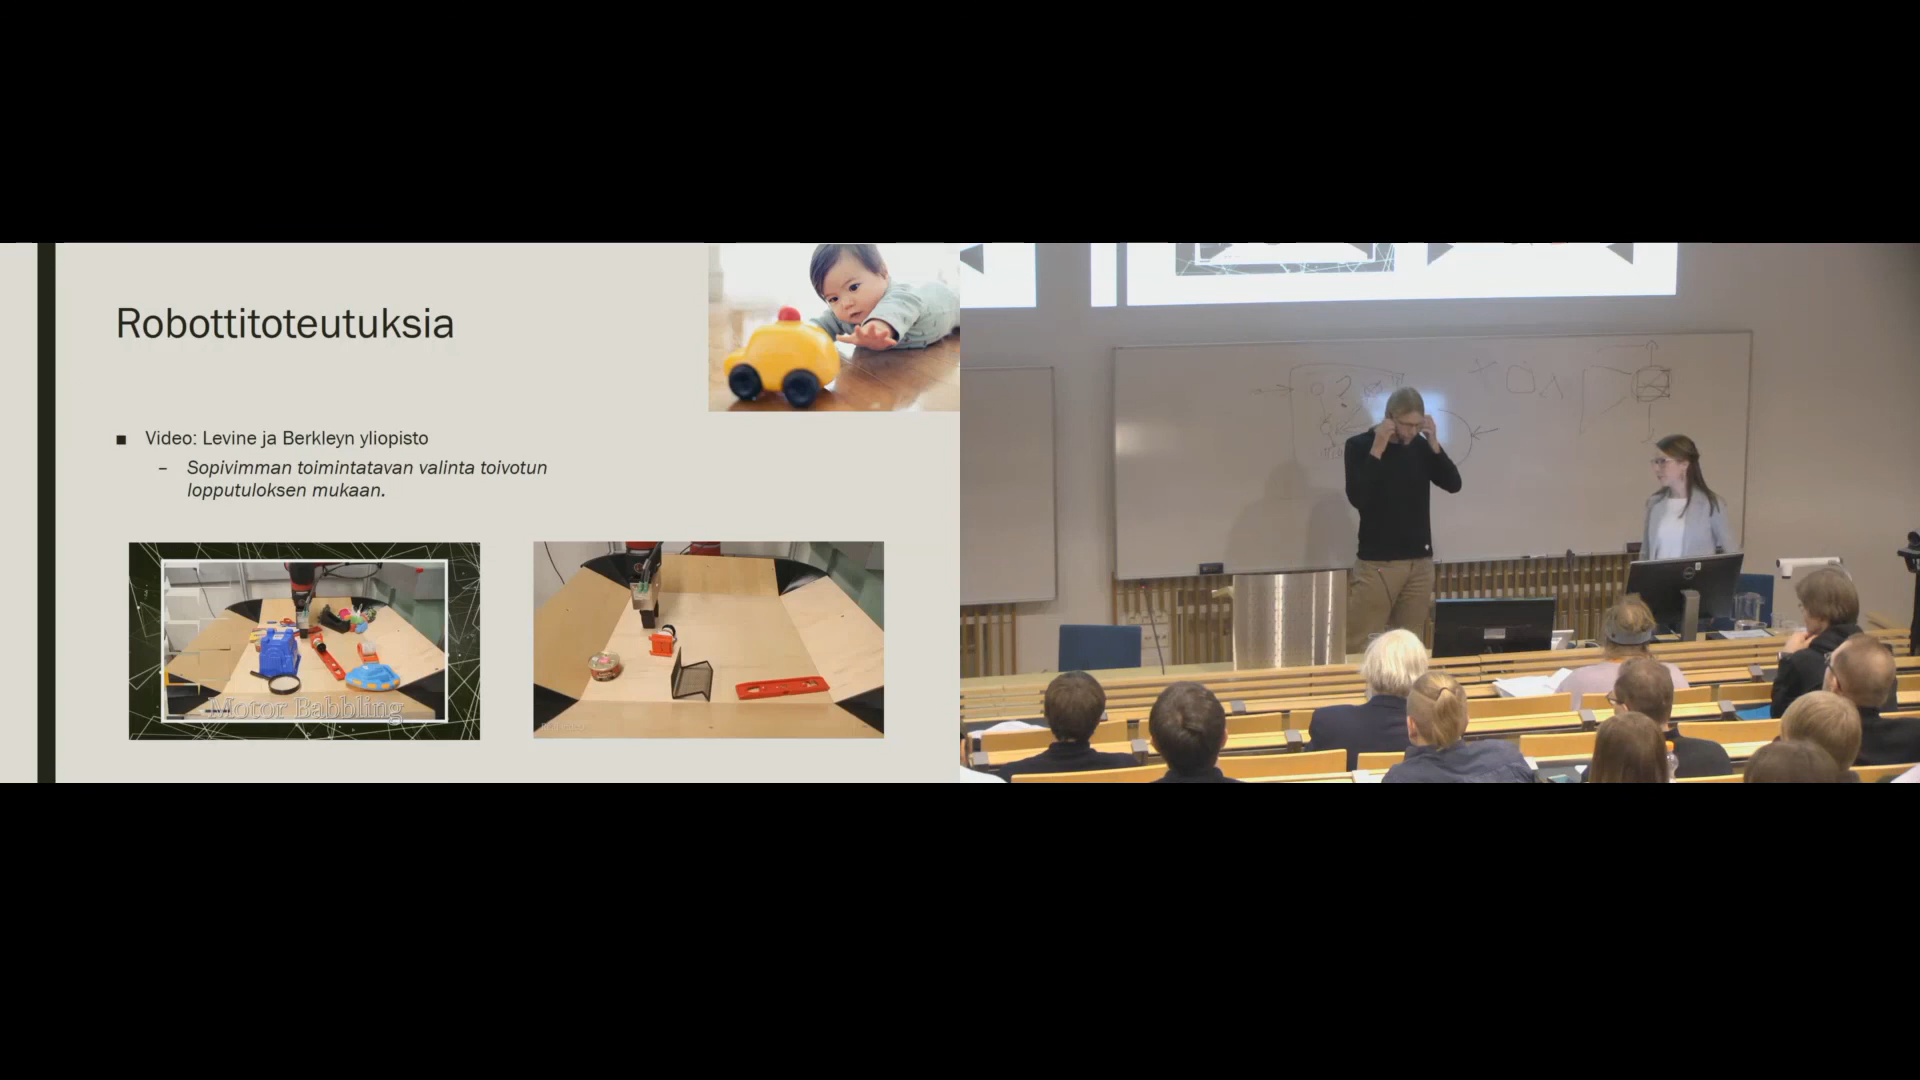 Robottitoteutuksia
■ Video: Levine ja Berkleyn yliopisto
– Sopivimman toimintatavan valinta toivotun
lopputuloksen mukaan.
Motor Babbling